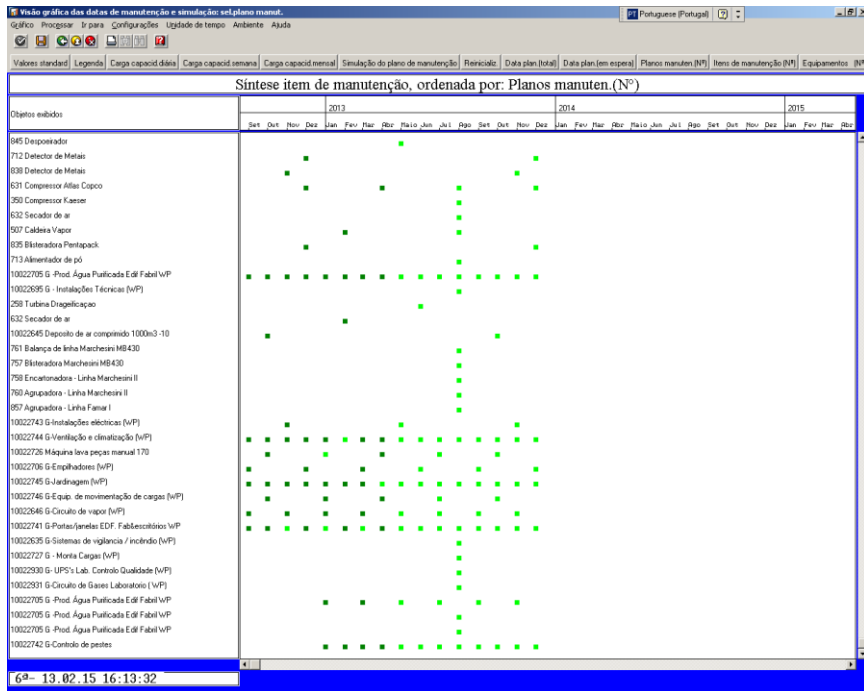 Visão gráfica das datas de manutenção e simulação: sel.plano manut.
PT Portuguese (Portugal)
Gráfico Processar Ir para Configurações Unidade de tempo Ambiente Ajuda
Valores standard Legenda Carga capacid.diária Carga capacid.semana Carga capacid.mensal Simulação do plano de manutenção Reinicializ. Data plan.(total) Data plan.(em espera) Planos manuten.(Nº) Itens de manutenção (Nº) Equipamentos (Nº
Síntese item de manutenção, ordenada por: Planos manuten.(Nº)
2013 2014 2015
Objetos exibidos
Set Out Nov Dez Jan Fev Mar Abr Maio Jun Jul Ago Set Out Nov Dez Jan Fev Mar Abr Maio Jun Jul Ago Set Out Nov Dez Jan Fev Mar Abr
845 Despoeirador
712 Detector de Metais
838 Detector de Metais
631 Compressor Atlas Copco
350 Compressor Kaeser
632 Secador de ar
507 Caldeira Vapor
835 Blisteradora Pentapack
713 Alimentador de pó
10022705 G -Prod. Água Purificada Edif Fabril WP
10022695 G - Instalações Técnicas (WP)
258 Turbina Drageificaçao
632 Secador de ar
10022645 Deposito de ar comprimido 1000m3 -10
761 Balança de linha Marchesini MB430
757 Blisteradora Marchesini MB430
758 Encartonadora - Linha Marchesini II
760 Agrupadora - Linha Marchesini II
857 Agrupadora - Linha Famar I
10022743 G-Instalações eléctricas (WP)
10022744 G-Ventilação e climatização (WP)
10022726 Máquina lava peças manual 170
10022706 G-Empilhadores (WP)
10022745 G-Jardinagem (WP)
10022746 G-Equip. de movimentação de cargas (WP)
10022646 G-Circuito de vapor (WP)
10022741 G-Portas/janelas EDF. Fab&escritórios WP
10022635 G-Sistemas de vigilancia / incêndio (WP)
10022727 G - Monta Cargas (WP)
10022930 G- UPS's Lab. Controlo Qualidade (WP)
10022931 G-Circuito de Gases Laboratorio ( WP)
10022705 G -Prod. Água Purificada Edif Fabril WP
10022705 G -Prod. Água Purificada Edif Fabril WP
10022705 G -Prod. Água Purificada Edif Fabril WP
10022742 G-Controlo de pestes
6ª- 13.02.15 16:13:32